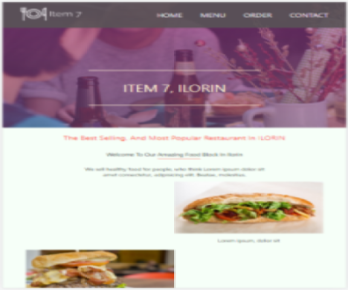 Item 7
HOME MENU ORDER CONTACT
ITEM 7, ILORIN
The Best Selling, And Most Popular Restaurant In ILORIN
Welcome To Our Amazing Food Block In Ilorin
We sell healthy food for people, who think Lorem ipsum dolor sit
amet consectetur, adipisicing elit. Beatae, molestias.
Lorem ipsum, dolor sit